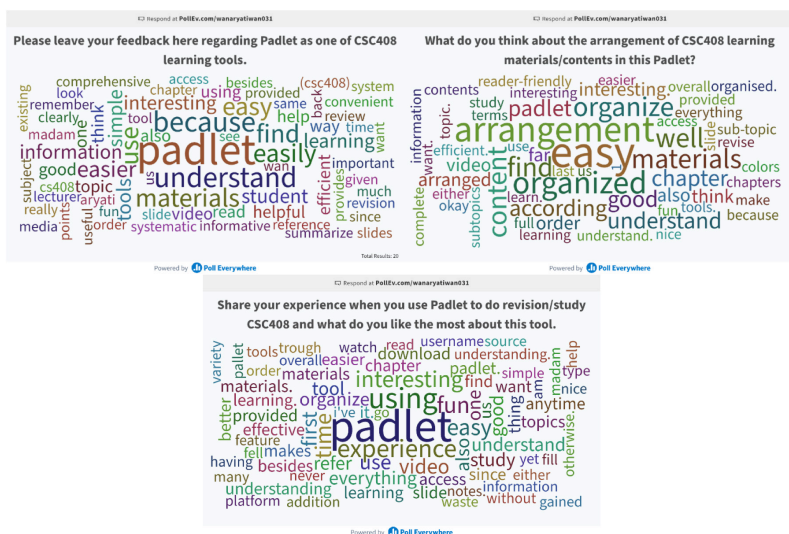 Respond at PollEv.com/wanaryatiwan031
Please leave your feedback here regarding Padlet as one of CSC408
learning tools.
comprehensive access besides (csc408) system
existing look chapter using provided back convenient
remember simple interesting easy same
clearly one think tool because find help way review time want
madam use also see learning
information padlet easily
good easier us wan efficient important
subject cs408 topic tools understand provides given
lecturer aryati materials student much
really points useful fun slide video read helpful revision since
media order systematic informative reference
summarize slides
Total Results: 20
Powered by Poll Everywhere
Respond at PollEv.com/wanaryatiwan031
What do you think about the arrangement of CSC408 learning
materials/contents in this Padlet?
reader-friendly easier.
information contents interesting interesting overall organised.
topic. study terms padlet organize provided everything
want. arrangement well access slide sub-topic
efficient. use far easy revise
video find last us materials colors
complete arranged content organized chapter chapters
either learn. good also think make
okay subtopics according fun tools. because
full order understand
learning understand. nice
Powered by Poll Everywhere
Respond at PollEv.com/wanaryatiwan031
Share your experience when you use Padlet to do revision/study
CSC408 and what do you like the most about this tool.
variety pallet tools trough watch read username source help
overall easier download understanding. madam
order materials chapter padlet. simple type
materials. tool interesting find want am nice
learning. organize using fun one thing anytime
better provided first i've it. go us good topics
effective time padlet easy otherwise.
feature experience also understand
fell makes
having besides refer use video study yet fill
many never everything access since either
understanding learning slide notes. information
platform addition waste without gained
Powered by Poll Everywhere